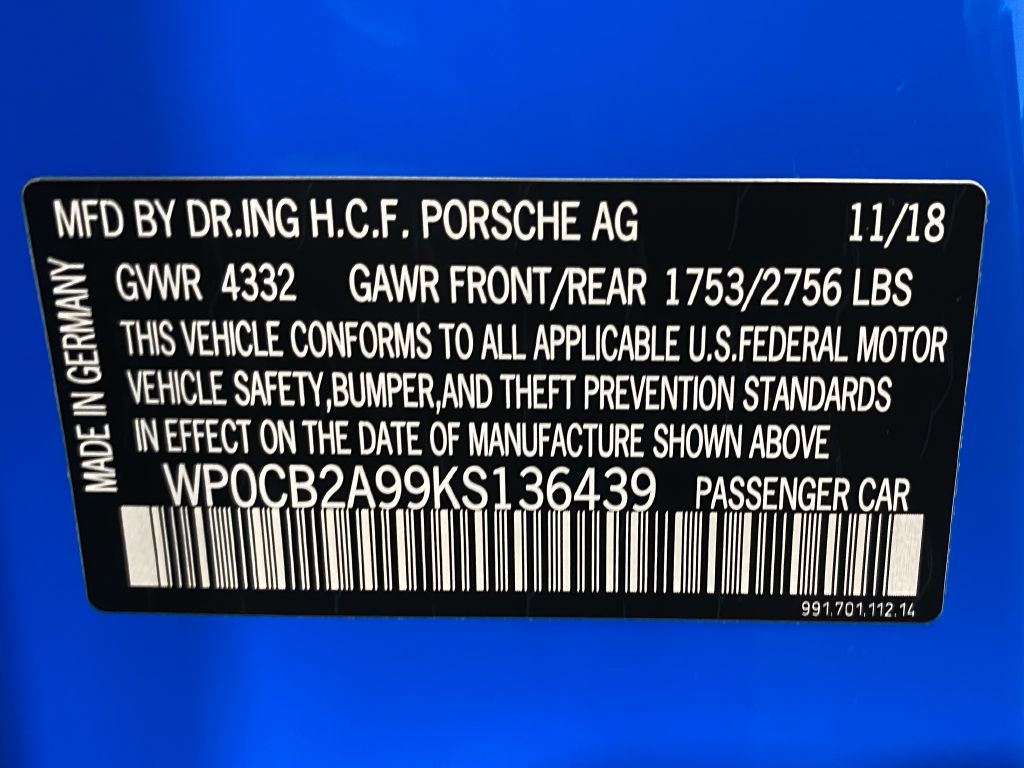 MFD BY DR.ING H.C.F. PORSCHE AG 11/18
GVWR 4332 GAWR FRONT/REAR 1753/2756 LBS
THIS VEHICLE CONFORMS TO ALL APPLICABLE U.S.FEDERAL MOTOR
VEHICLE SAFETY,BUMPER,AND THEFT PREVENTION STANDARDS
IN EFFECT ON THE DATE OF MANUFACTURE SHOWN ABOVE
WP0CB2A99KS136439 PASSENGER CAR
991.701.112.14
MADE IN GERMANY